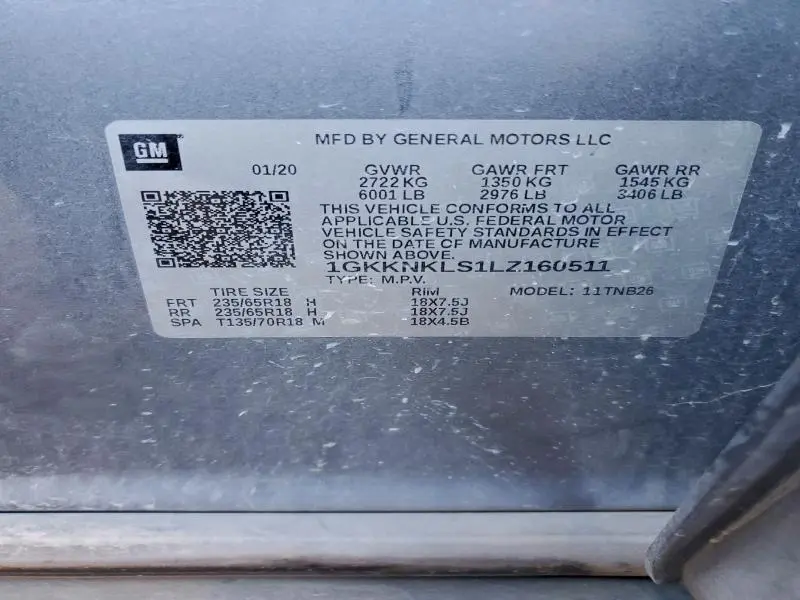 GM
MFD BY GENERAL MOTORS LLC
01/20 GVWR GAWR FRT GAWR RR
2722 KG 1350 KG 1545 KG
6001 LB 2976 LB 3406 LB
THIS VEHICLE CONFORMS TO ALL
APPLICABLE U.S. FEDERAL MOTOR
VEHICLE SAFETY STANDARDS IN EFFECT
ON THE DATE OF MANUFACTURE
SHOWN ABOVE.
1GKKNKLS1LZ160511
TYPE: M.P.V.
TIRE SIZE RIM MODEL: 11TNB26
FRT 235/65R18 H 18X7.5J
RR 235/65R18 H 18X7.5J
SPA T135/70R18 M 18X4.5B